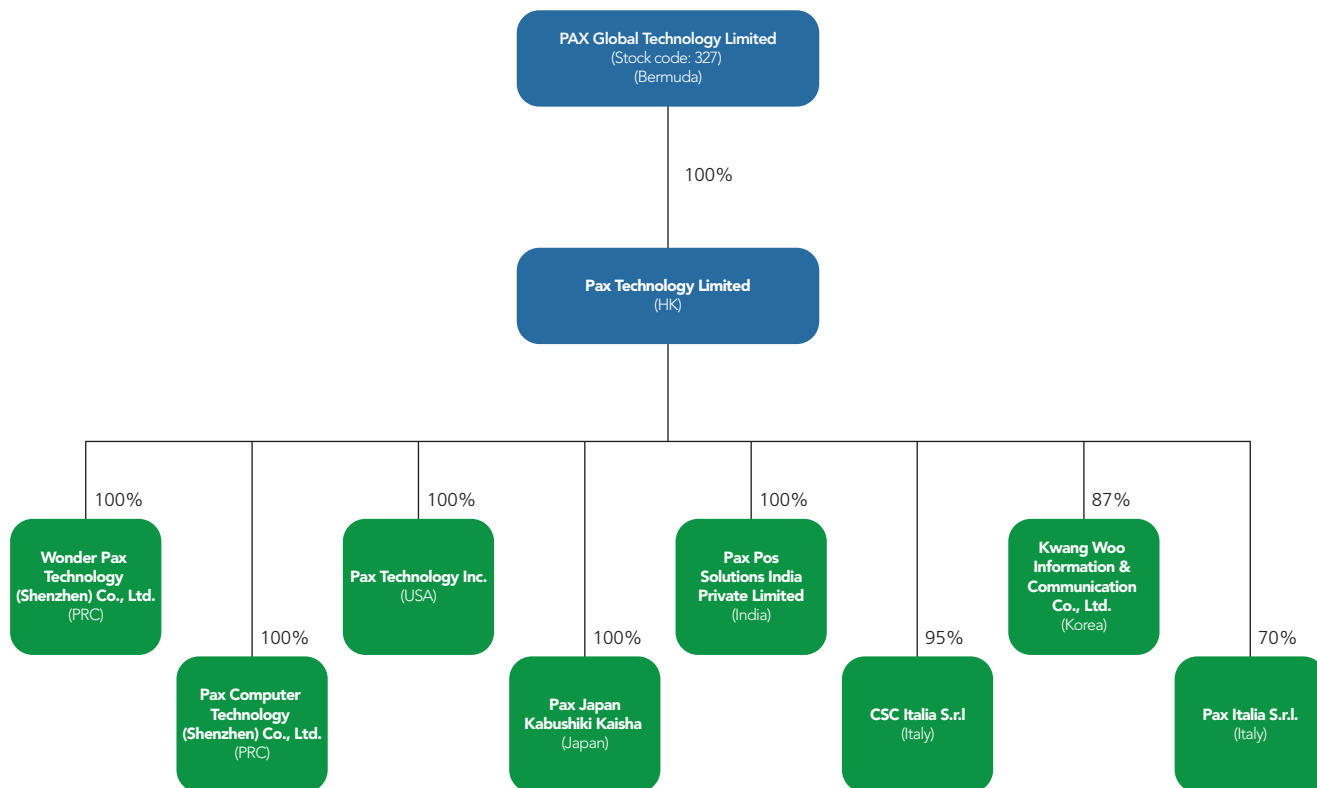 PAX Global Technology Limited
(Stock code: 327)
(Bermuda)
100%
Pax Technology Limited
(HK)
100%
100%
100%
87%
Wonder Pax
Technology
(Shenzhen) Co., Ltd.
(PRC)
Pax Technology Inc.
(USA)
Pax Pos
Solutions India
Private Limited
(India)
Kwang Woo
Information &
Communication
Co., Ltd.
(Korea)
100%
100%
95%
70%
Pax Computer
Technology
(Shenzhen) Co., Ltd.
(PRC)
Pax Japan
Kabushiki Kaisha
(Japan)
CSC Italia S.r.l
(Italy)
Pax Italia S.r.l.
(Italy)